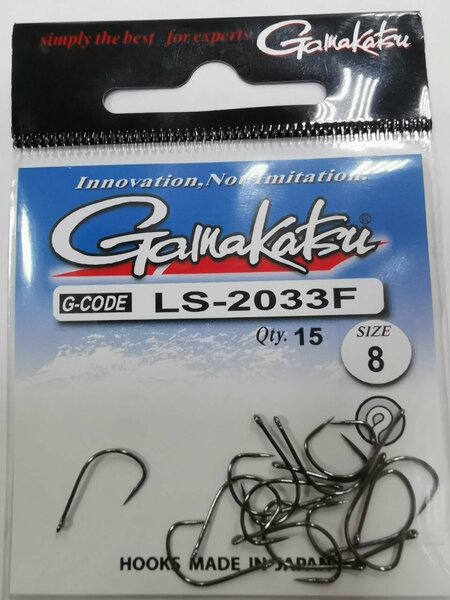 simply the best for experts Gamakatsu
Innovation, Not Imitation.
Gamakatsu®
G-CODE LS-2033F
Qty. 15
SIZE
8
HOOKS MADE IN JAPAN